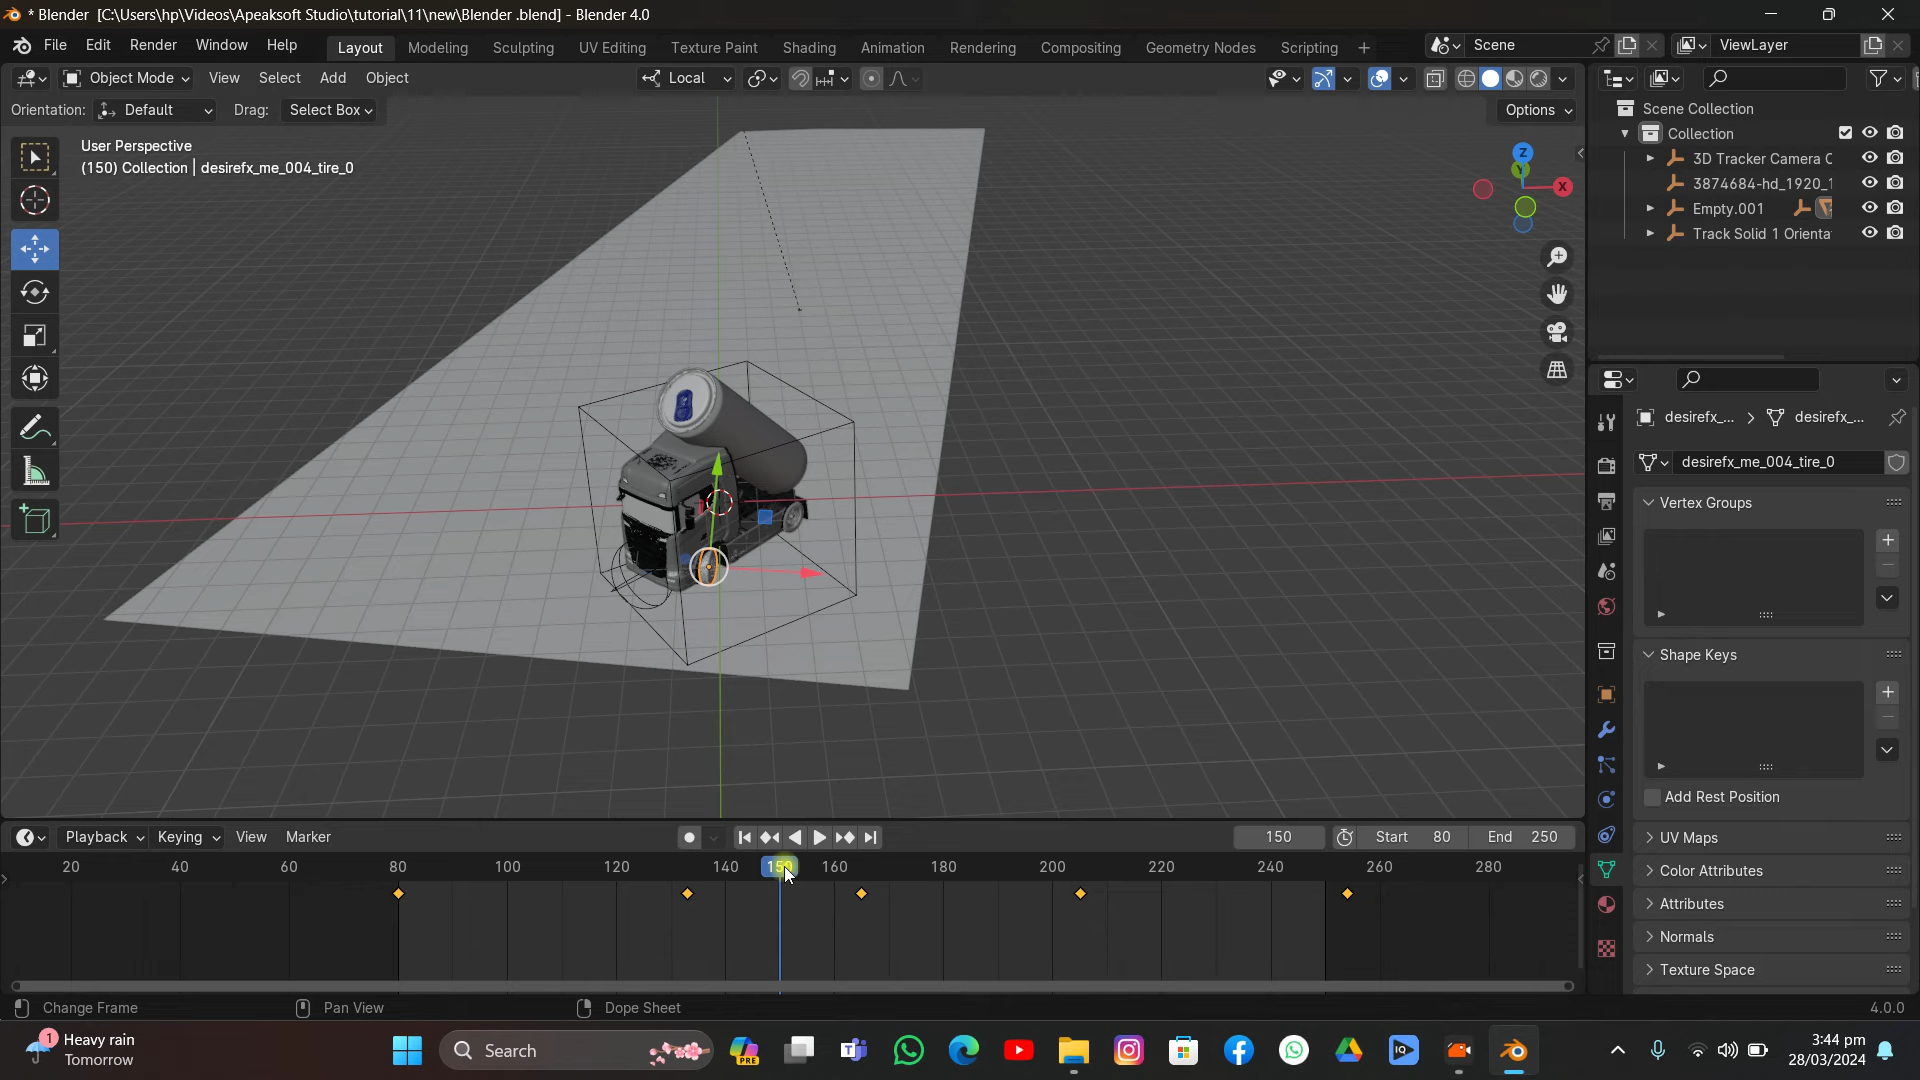 * Blender [C:\Users\hp\Videos\Apeaksoft Studio\tutorial\11\new\Blender .blend] - Blender 4.0
File Edit Render Window Help Layout Modeling Sculpting UV Editing Texture Paint Shading Animation Rendering Compositing Geometry Nodes Scripting + Scene ViewLayer
Object Mode View Select Add Object Local
Orientation: Default Drag: Select Box Options
User Perspective
(150) Collection | desirefx_me_004_tire_0
Z
Y
X
Scene Collection
Collection
3D Tracker Camera C
3874684-hd_1920_1
Empty.001
Track Solid 1 Orienta
desirefx_... > desirefx_...
desirefx_me_004_tire_0
Vertex Groups
Shape Keys
Add Rest Position
UV Maps
Color Attributes
Attributes
Normals
Texture Space
Playback Keying View Marker 150 Start 80 End 250
20 40 60 80 100 120 140 150 160 180 200 220 240 260 280
Change Frame Pan View Dope Sheet 4.0.0
1 Heavy rain
Tomorrow
Search
PRE
IQ
3:44 pm
28/03/2024